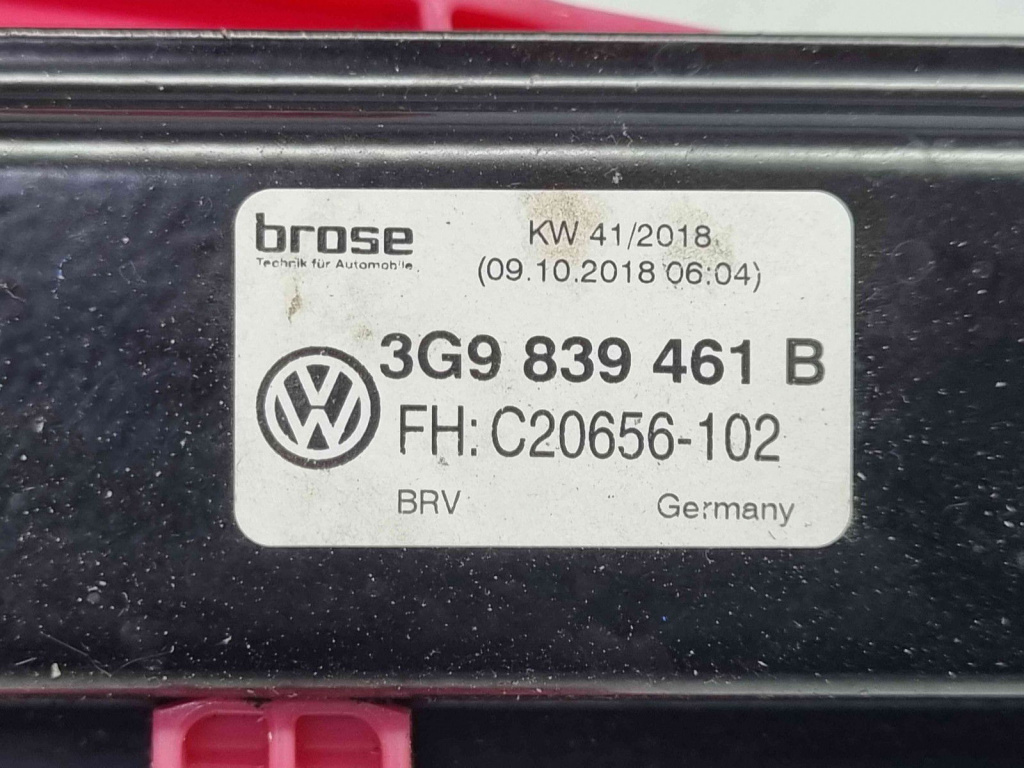 brose
Technik für Automobile
KW 41/2018
(09.10.2018 06:04)
3G9 839 461 B
FH: C20656-102
BRV Germany